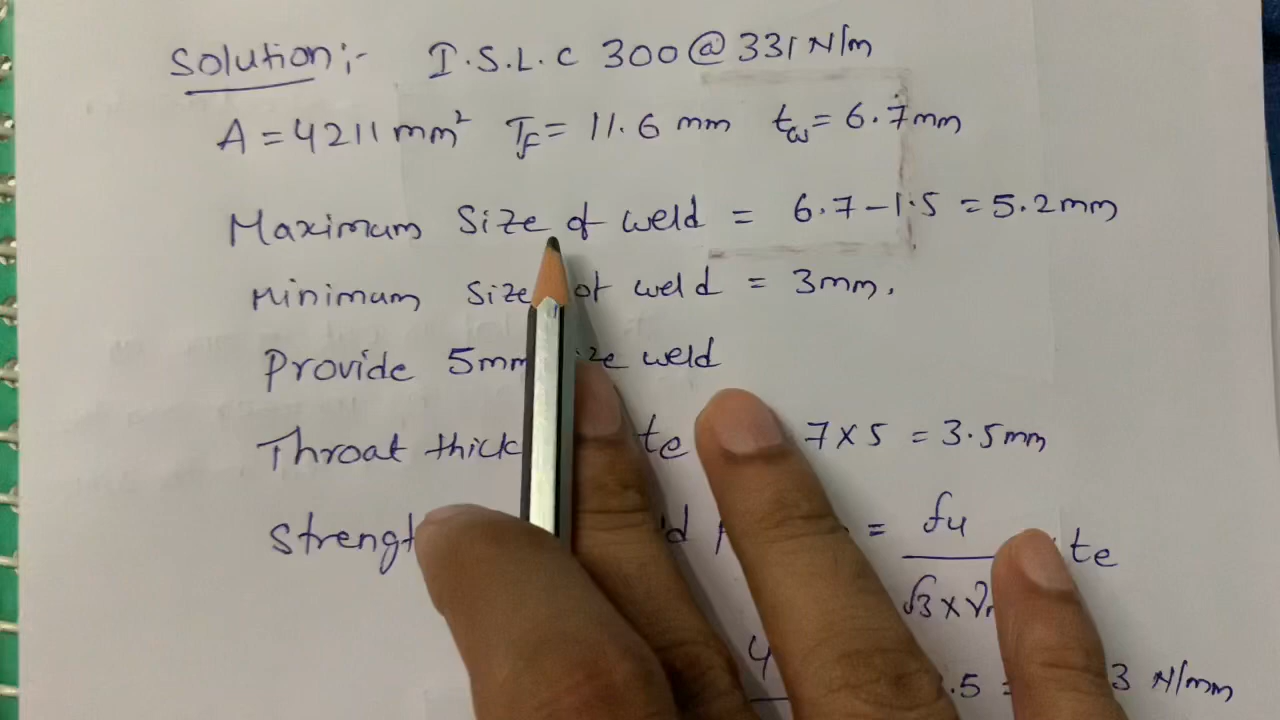 Solution:- I.S.L.C 300 @ 331 N/m
A = 4211 mm² Tf = 11.6 mm tw = 6.7mm
Maximum Size of weld = 6.7-1.5 = 5.2mm
Minimum Size of weld = 3mm.
Provide 5mm weld
Throat te 7×5 = 3.5mm
= fu te
√3×
4 .5 3 N/mm